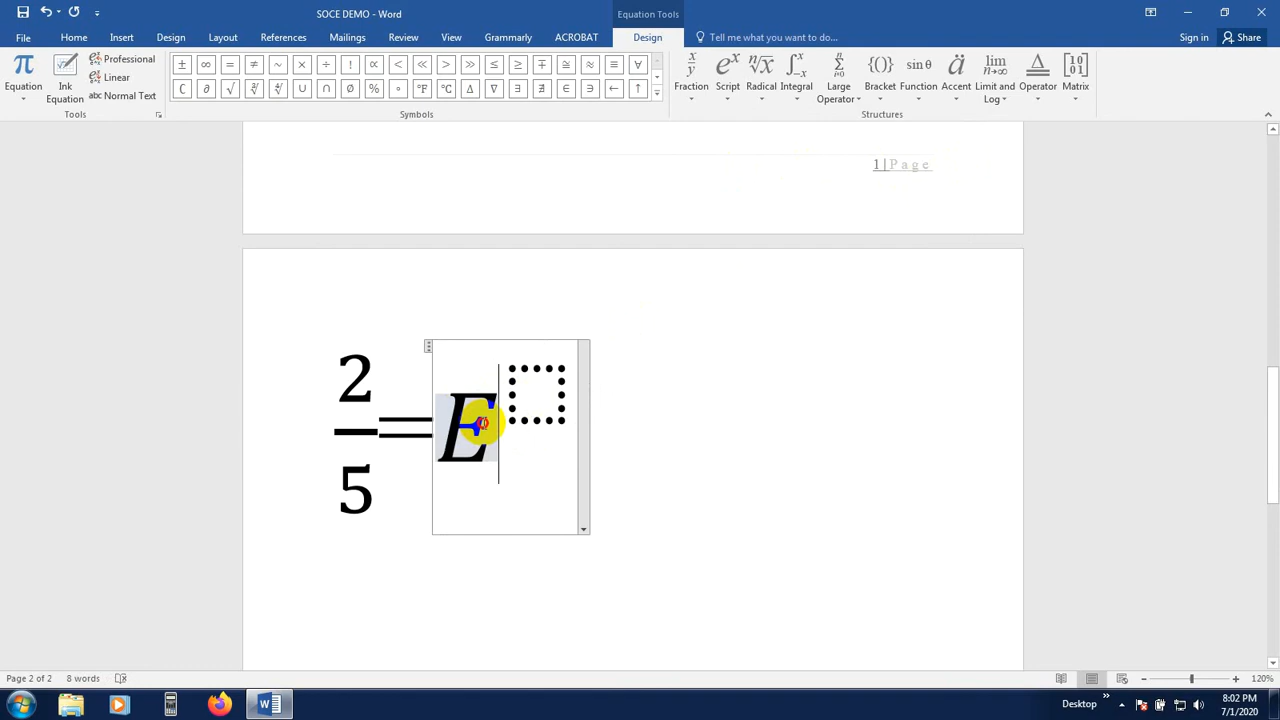 SOCE DEMO - Word
Equation Tools
File Home Insert Design Layout References Mailings Review View Grammarly ACROBAT Design Tell me what you want to do... Sign in Share
π Equation
Ink Equation
Professional
Linear
abc Normal Text
± ∞ = ≠ ~ × ÷ ! ∝ < ≪ > ≫ ≤ ≥ ∓ ≅ ≈ ≡ ∀
∁ ∂ √ ∛ ∜ ∪ ∩ ∅ % ° ℉ ℃ ∆ ∇ ∃ ∄ ∈ ∋ ← ↑
Fraction Script Radical Integral Large Operator Bracket Function Accent Limit and Log Operator Matrix
Tools Symbols Structures
1 | Page
2
5
= E
Page 2 of 2 8 words 120%
Desktop 8:02 PM
7/1/2020